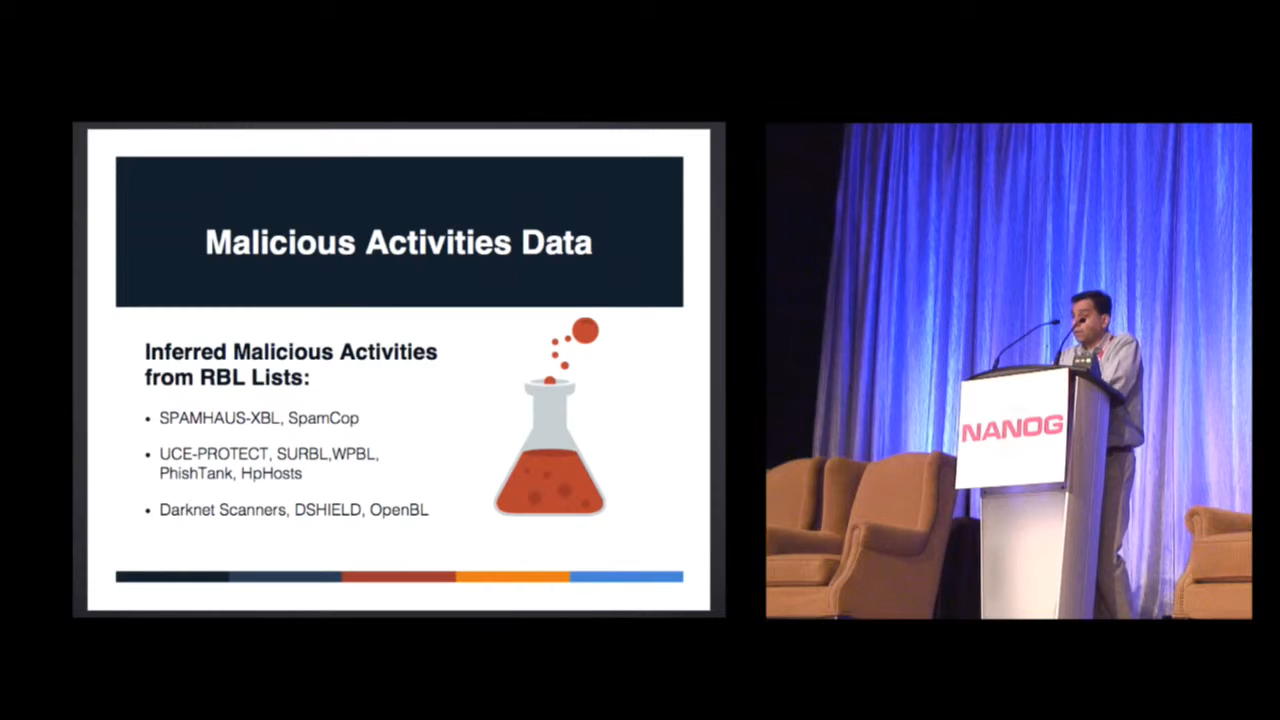 Malicious Activities Data
Inferred Malicious Activities
from RBL Lists:
• SPAMHAUS-XBL, SpamCop
• UCE-PROTECT, SURBL,WPBL,
PhishTank, HpHosts
• Darknet Scanners, DSHIELD, OpenBL
NANOG